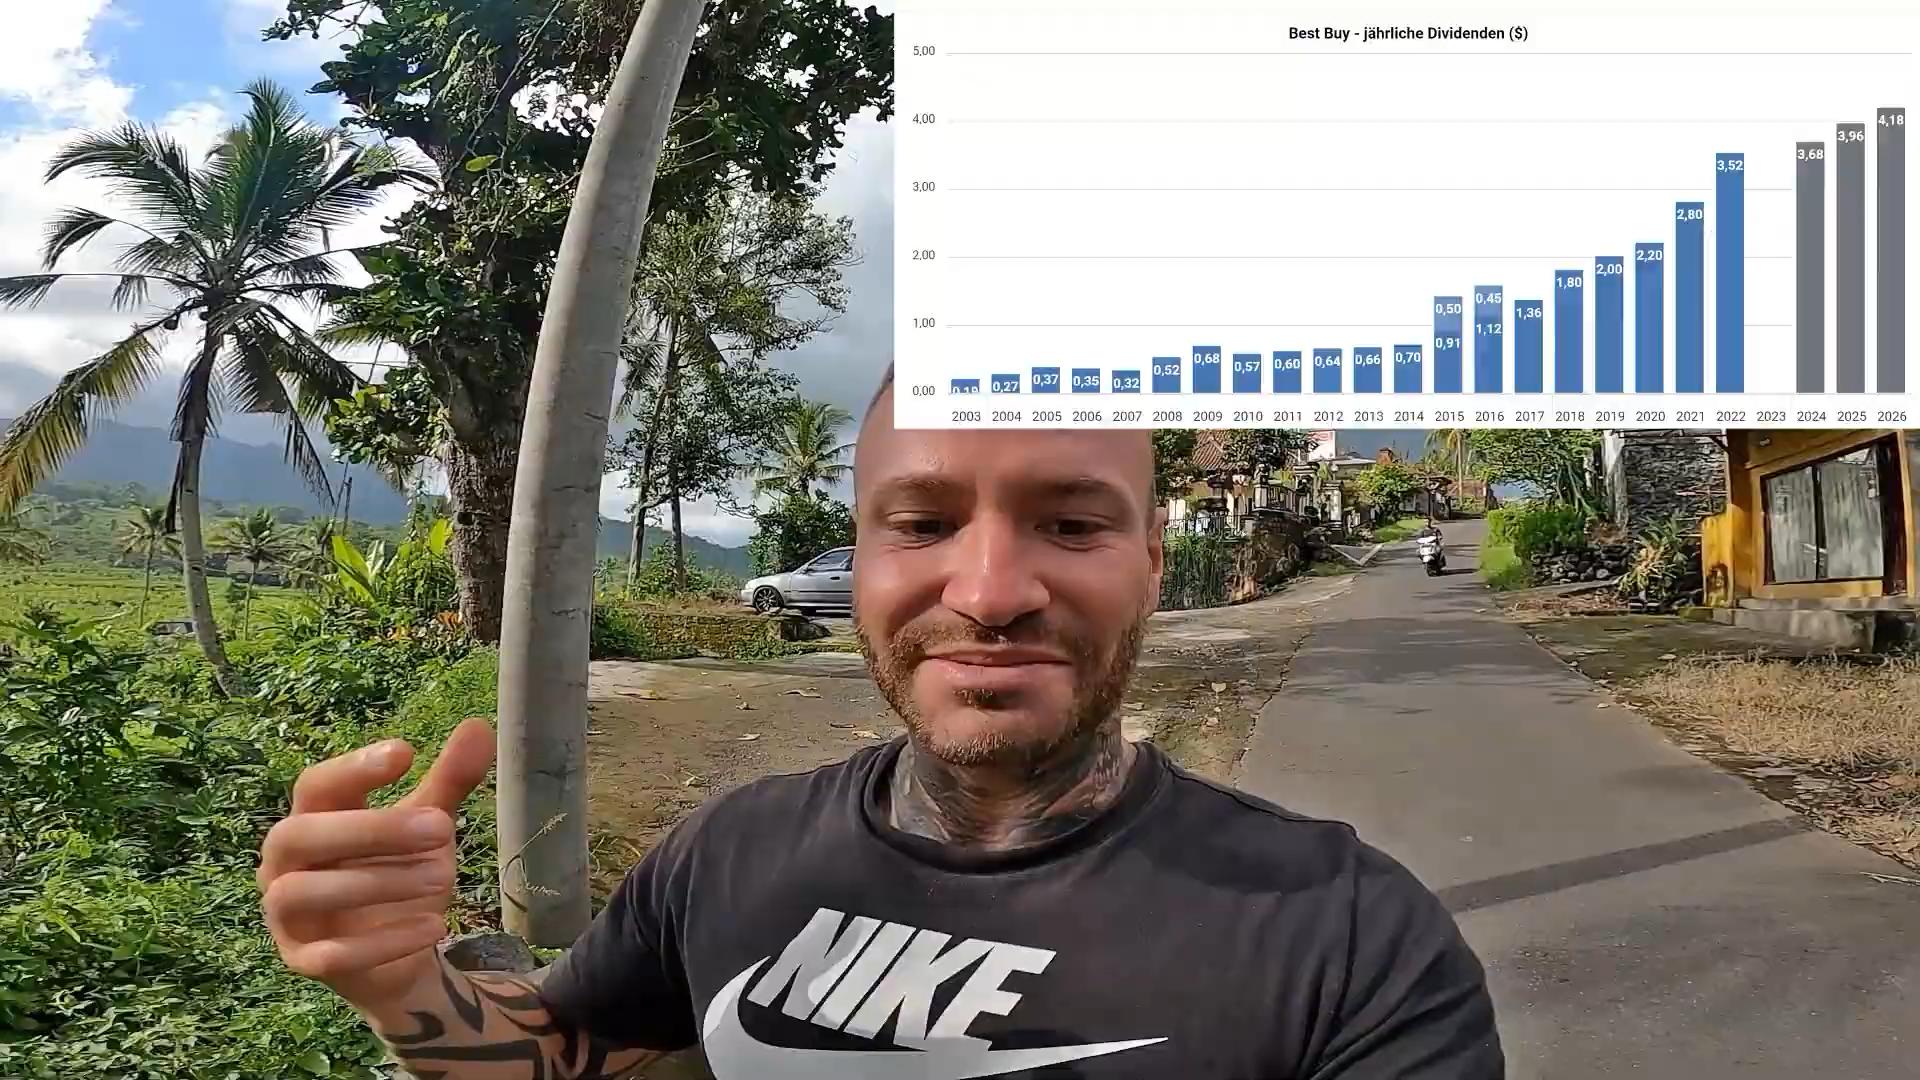 Best Buy - jährliche Dividenden ($)
5,00
4,00
3,00
2,00
1,00
0,00
0,19 0,27 0,37 0,35 0,32 0,52 0,68 0,57 0,60 0,64 0,66 0,70 0,50 0,91 0,45 1,12 1,36 1,80 2,00 2,20 2,80 3,52 3,68 3,96 4,18
2003 2004 2005 2006 2007 2008 2009 2010 2011 2012 2013 2014 2015 2016 2017 2018 2019 2020 2021 2022 2023 2024 2025 2026
NIKE